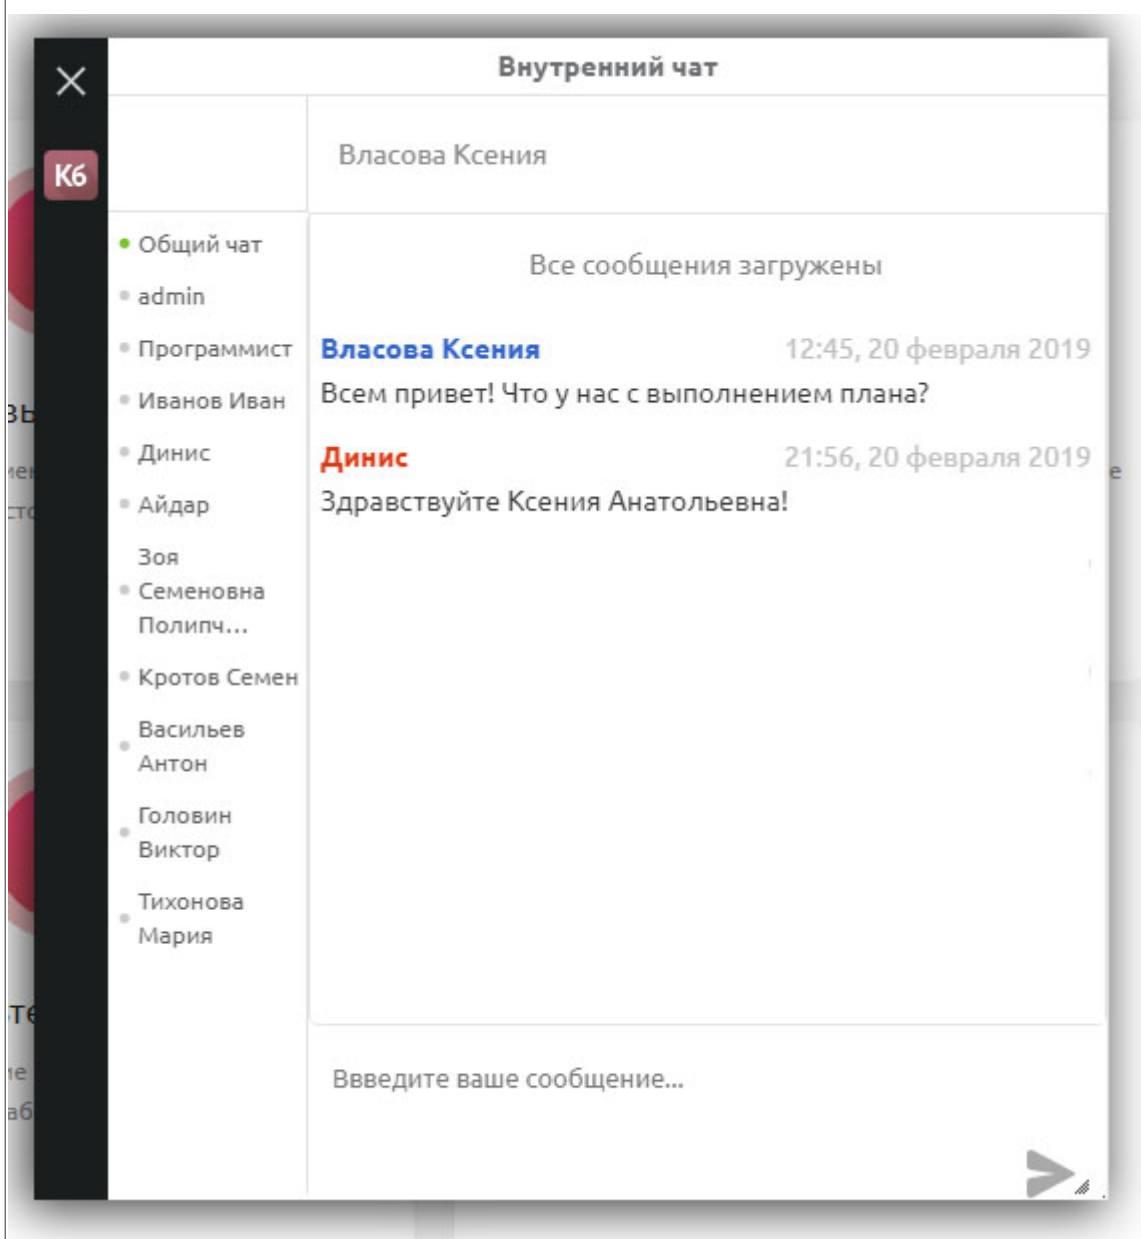 Внутренний чат
Кб
Власова Ксения
Общий чат
admin
Программист
Иванов Иван
Динис
Айдар
Зоя
Семеновна
Полипч...
Кротов Семен
Васильев
Антон
Головин
Виктор
Тихонова
Мария
Все сообщения загружены
Власова Ксения 12:45, 20 февраля 2019
Всем привет! Что у нас с выполнением плана?
Динис 21:56, 20 февраля 2019
Здравствуйте Ксения Анатольевна!
Ввведите ваше сообщение...